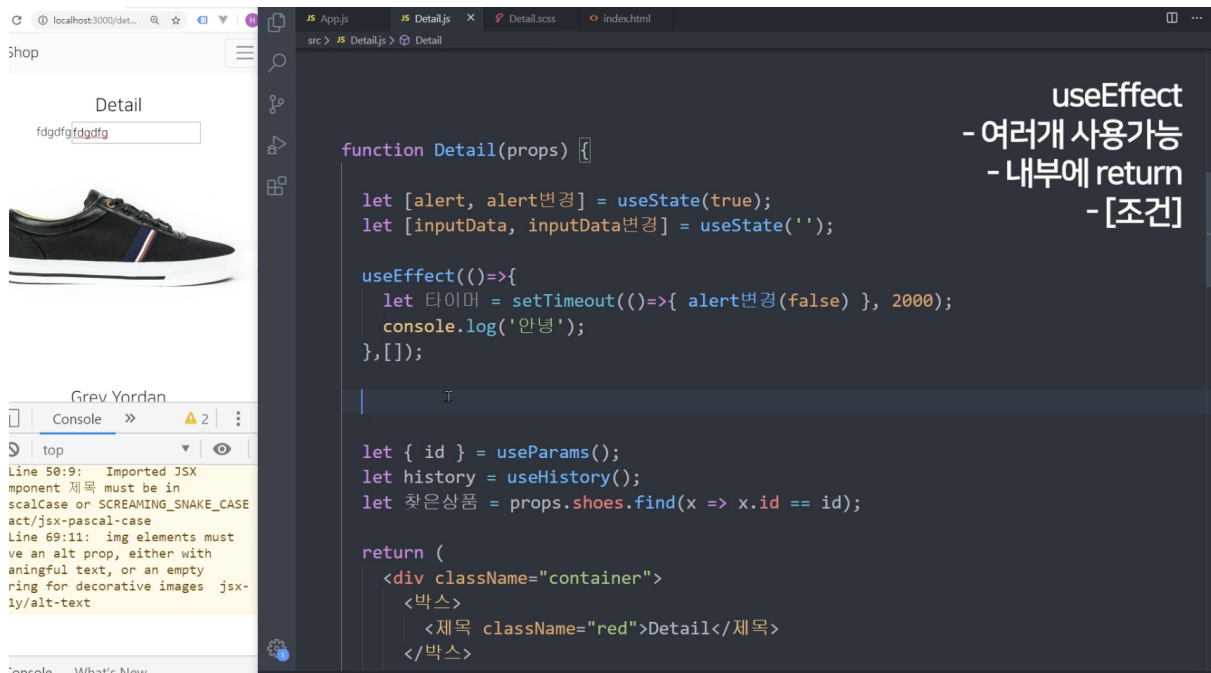 localhost:3000/det...
Shop
Detail
fdgdfg fdgdfg
Grey Yordan
Console
2
top
Line 50:9: Imported JSX
mponent 제목 must be in
scalCase or SCREAMING_SNAKE_CASE
act/jsx-pascal-case
Line 69:11: img elements must
ve an alt prop, either with
aningful text, or an empty
ring for decorative images jsx-
1y/alt-text
Console What's New
JS App.js
JS Detail.js
Detail.scss
index.html
src > JS Detail.js > Detail
function Detail(props) {
let [alert, alert변경] = useState(true);
let [inputData, inputData변경] = useState('');
useEffect(()=>{
let 타이머 = setTimeout(()=>{ alert변경(false) }, 2000);
console.log('안녕');
},[]);
let { id } = useParams();
let history = useHistory();
let 찾은상품 = props.shoes.find(x => x.id == id);
return (
<div className="container">
<박스>
<제목 className="red">Detail</제목>
</박스>
1
useEffect
- 여러개 사용가능
- 내부에 return
- [조건]